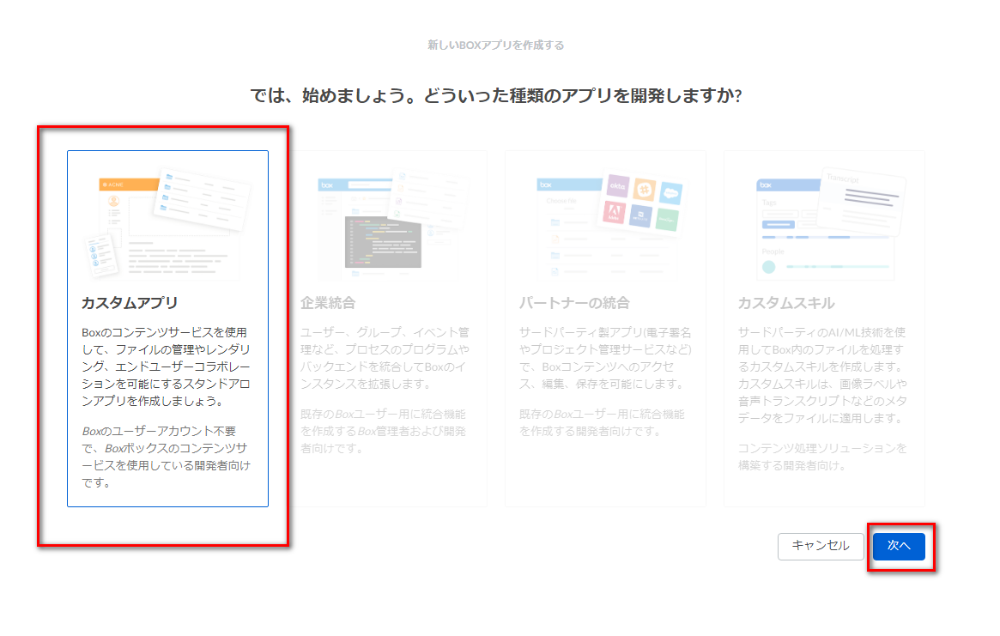 新しいBOXアプリを作成する
では、始めましょう。どういった種類のアプリを開発しますか?
ACME
カスタムアプリ
Boxのコンテンツサービスを使用
して、ファイルの管理やレンダリ
ング、エンドユーザーコラボレー
ションを可能にするスタンドアロ
ンアプリを作成しましょう。
Boxのユーザーアカウント不要
で、Boxボックスのコンテンツサ
ービスを使用している開発者向け
です。
box
企業統合
ユーザー、グループ、イベント管
理など、プロセスのプログラムや
バックエンドを統合してBoxのイ
ンスタンスを拡張します。
既存のBoxユーザー用に統合機能
を作成するBox管理者および開発
者向けです。
box
Choose file
okta
パートナーの統合
サードパーティ製アプリ(電子署名
やプロジェクト管理サービスなど)
で、Boxコンテンツへのアクセ
ス、編集、保存を可能にします。
既存のBoxユーザー用に統合機能
を作成する開発者向けです。
box
Transcript
Tags
People
カスタムスキル
サードパーティのAI/ML技術を使
用してBox内のファイルを処理す
るカスタムスキルを作成します。
カスタムスキルは、画像ラベルや
音声トランスクリプトなどのメタ
データをファイルに適用します。
コンテンツ処理ソリューションを
構築する開発者向け。
キャンセル
次へ